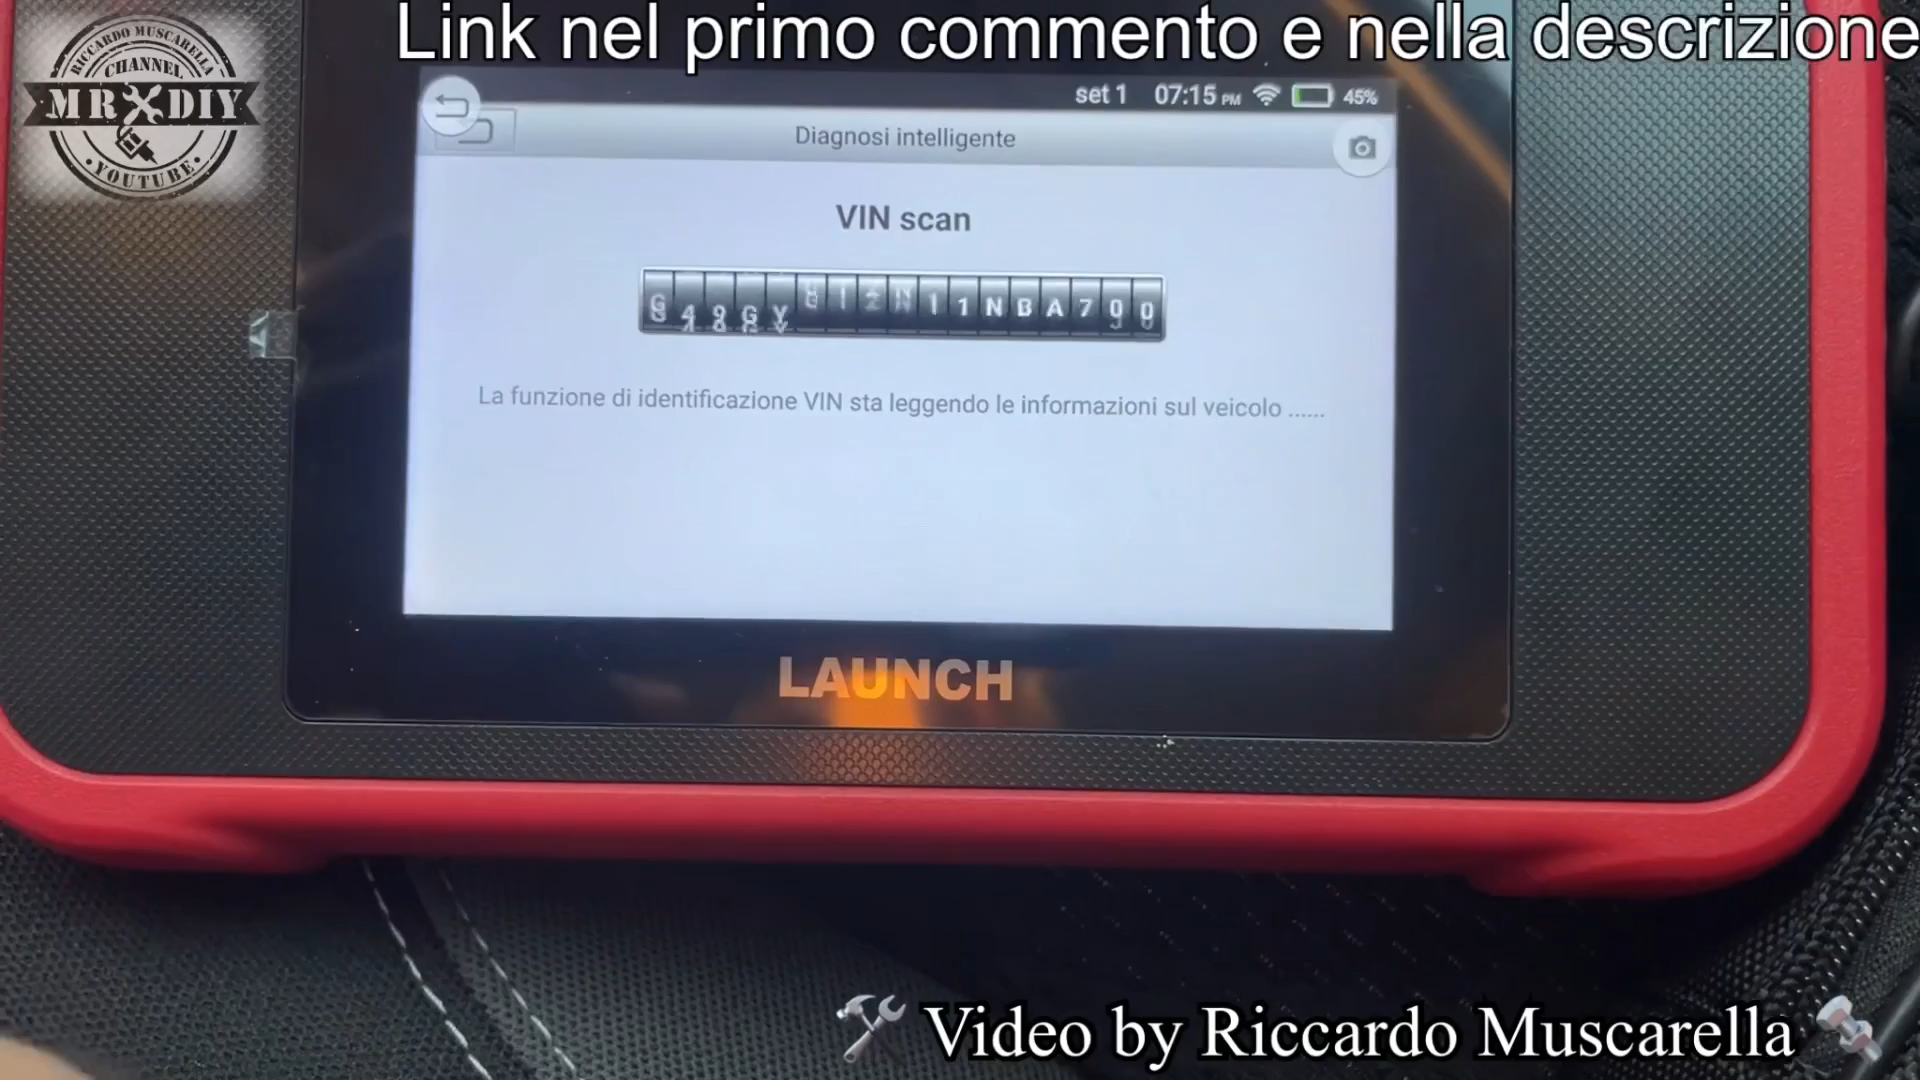 Link nel primo commento e nella descrizione
RICCARDO MUSCARELLA
CHANNEL
MR DIY
YOUTUBE
set 1 07:15 PM 45%
Diagnosi intelligente
VIN scan
11NBA7
La funzione di identificazione VIN sta leggendo le informazioni sul veicolo ......
LAUNCH
Video by Riccardo Muscarella